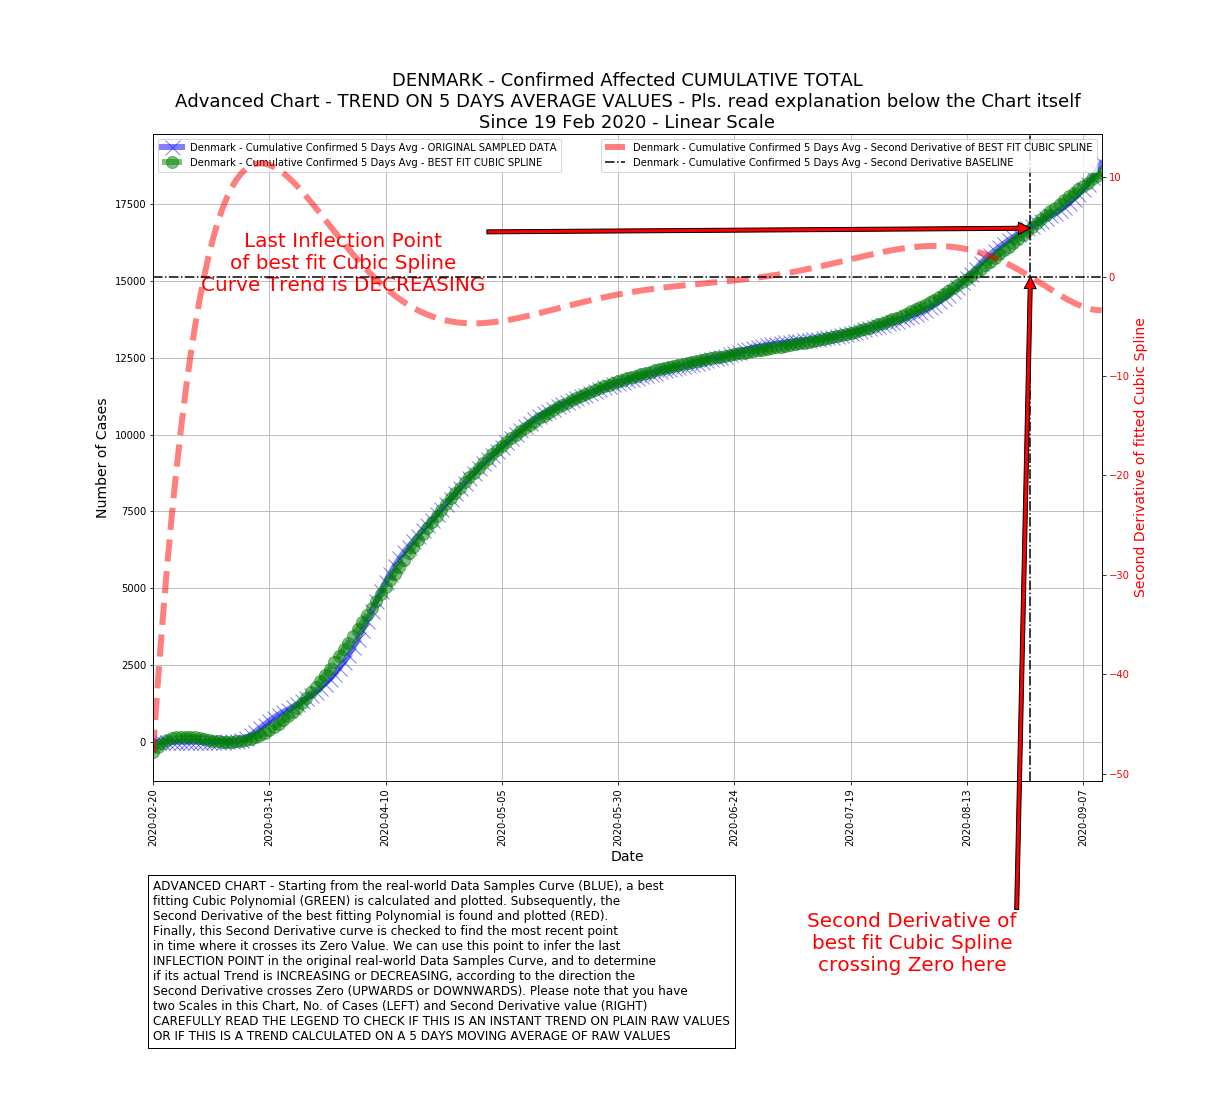 DENMARK - Confirmed Affected CUMULATIVE TOTAL
Advanced Chart - TREND ON 5 DAYS AVERAGE VALUES - Pls. read explanation below the Chart itself
Since 19 Feb 2020 - Linear Scale
Denmark - Cumulative Confirmed 5 Days Avg - ORIGINAL SAMPLED DATA
Denmark - Cumulative Confirmed 5 Days Avg - BEST FIT CUBIC SPLINE
Denmark - Cumulative Confirmed 5 Days Avg - Second Derivative of BEST FIT CUBIC SPLINE
Denmark - Cumulative Confirmed 5 Days Avg - Second Derivative BASELINE
Last Inflection Point
of best fit Cubic Spline
Curve Trend is DECREASING
Number of Cases
17500
15000
12500
10000
7500
5000
2500
0
10
0
−10
−20
−30
−40
−50
Second Derivative of fitted Cubic Spline
2020-02-20
2020-03-16
2020-04-10
2020-05-05
2020-05-30
2020-06-24
2020-07-19
2020-08-13
2020-09-07
Date
Second Derivative of
best fit Cubic Spline
crossing Zero here
ADVANCED CHART - Starting from the real-world Data Samples Curve (BLUE), a best
fitting Cubic Polynomial (GREEN) is calculated and plotted. Subsequently, the
Second Derivative of the best fitting Polynomial is found and plotted (RED).
Finally, this Second Derivative curve is checked to find the most recent point
in time where it crosses its Zero Value. We can use this point to infer the last
INFLECTION POINT in the original real-world Data Samples Curve, and to determine
if its actual Trend is INCREASING or DECREASING, according to the direction the
Second Derivative crosses Zero (UPWARDS or DOWNWARDS). Please note that you have
two Scales in this Chart, No. of Cases (LEFT) and Second Derivative value (RIGHT)
CAREFULLY READ THE LEGEND TO CHECK IF THIS IS AN INSTANT TREND ON PLAIN RAW VALUES
OR IF THIS IS A TREND CALCULATED ON A 5 DAYS MOVING AVERAGE OF RAW VALUES